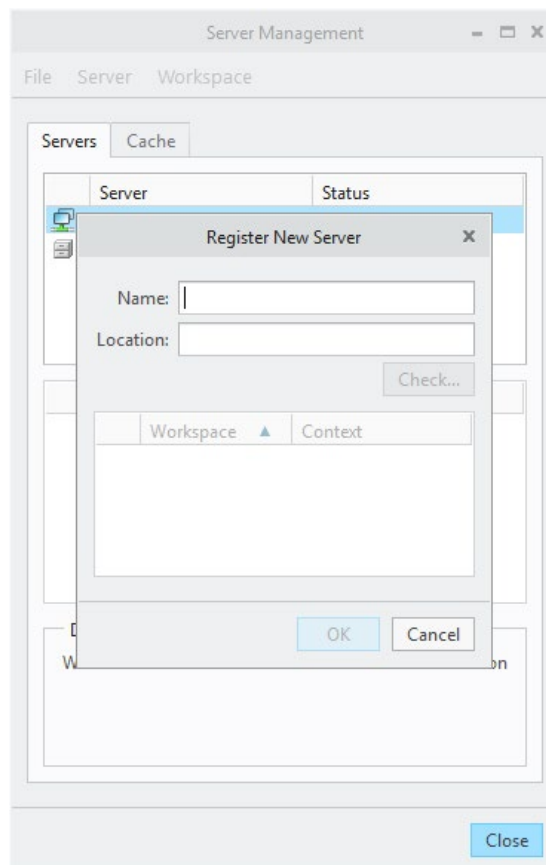 Server Management
File Server Workspace
Servers Cache
Server Status
Register New Server
Name:
Location:
Check...
Workspace Context
OK Cancel
Close